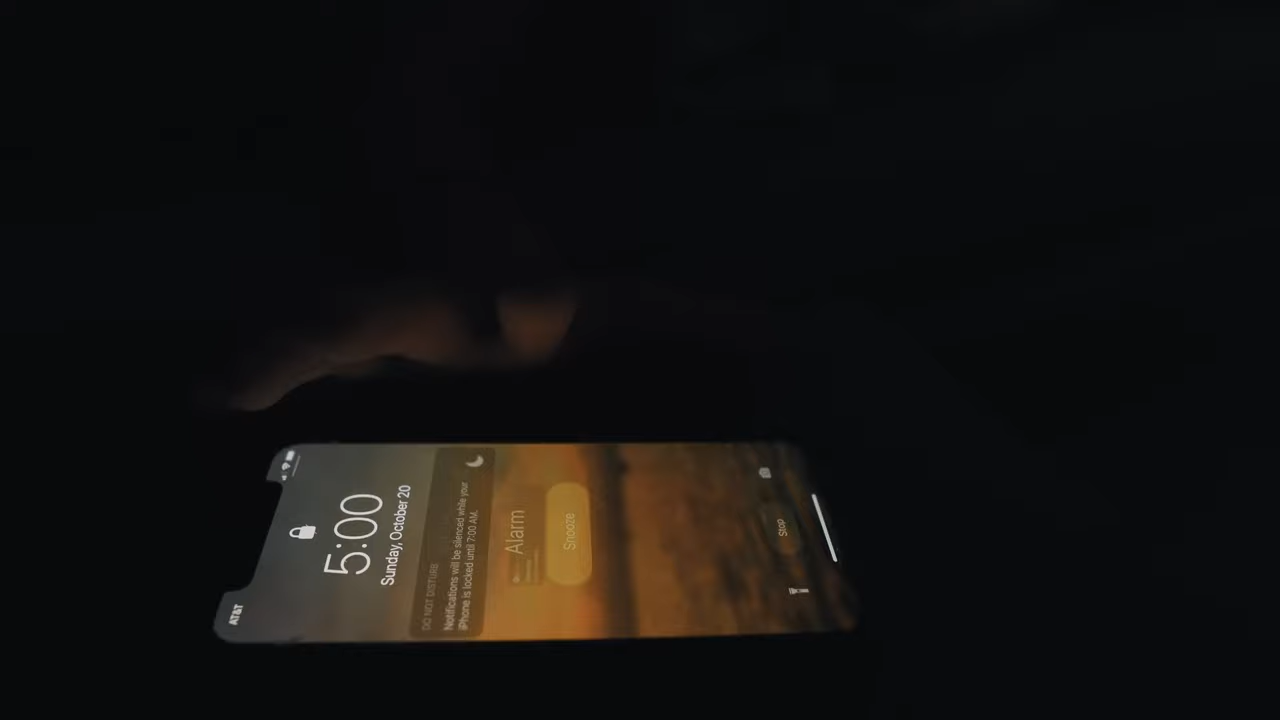 AT&T
5:00
Sunday, October 20
DO NOT DISTURB
Notifications will be silenced while your
iPhone is locked until 7:00 AM.
Alarm
Snooze
Stop